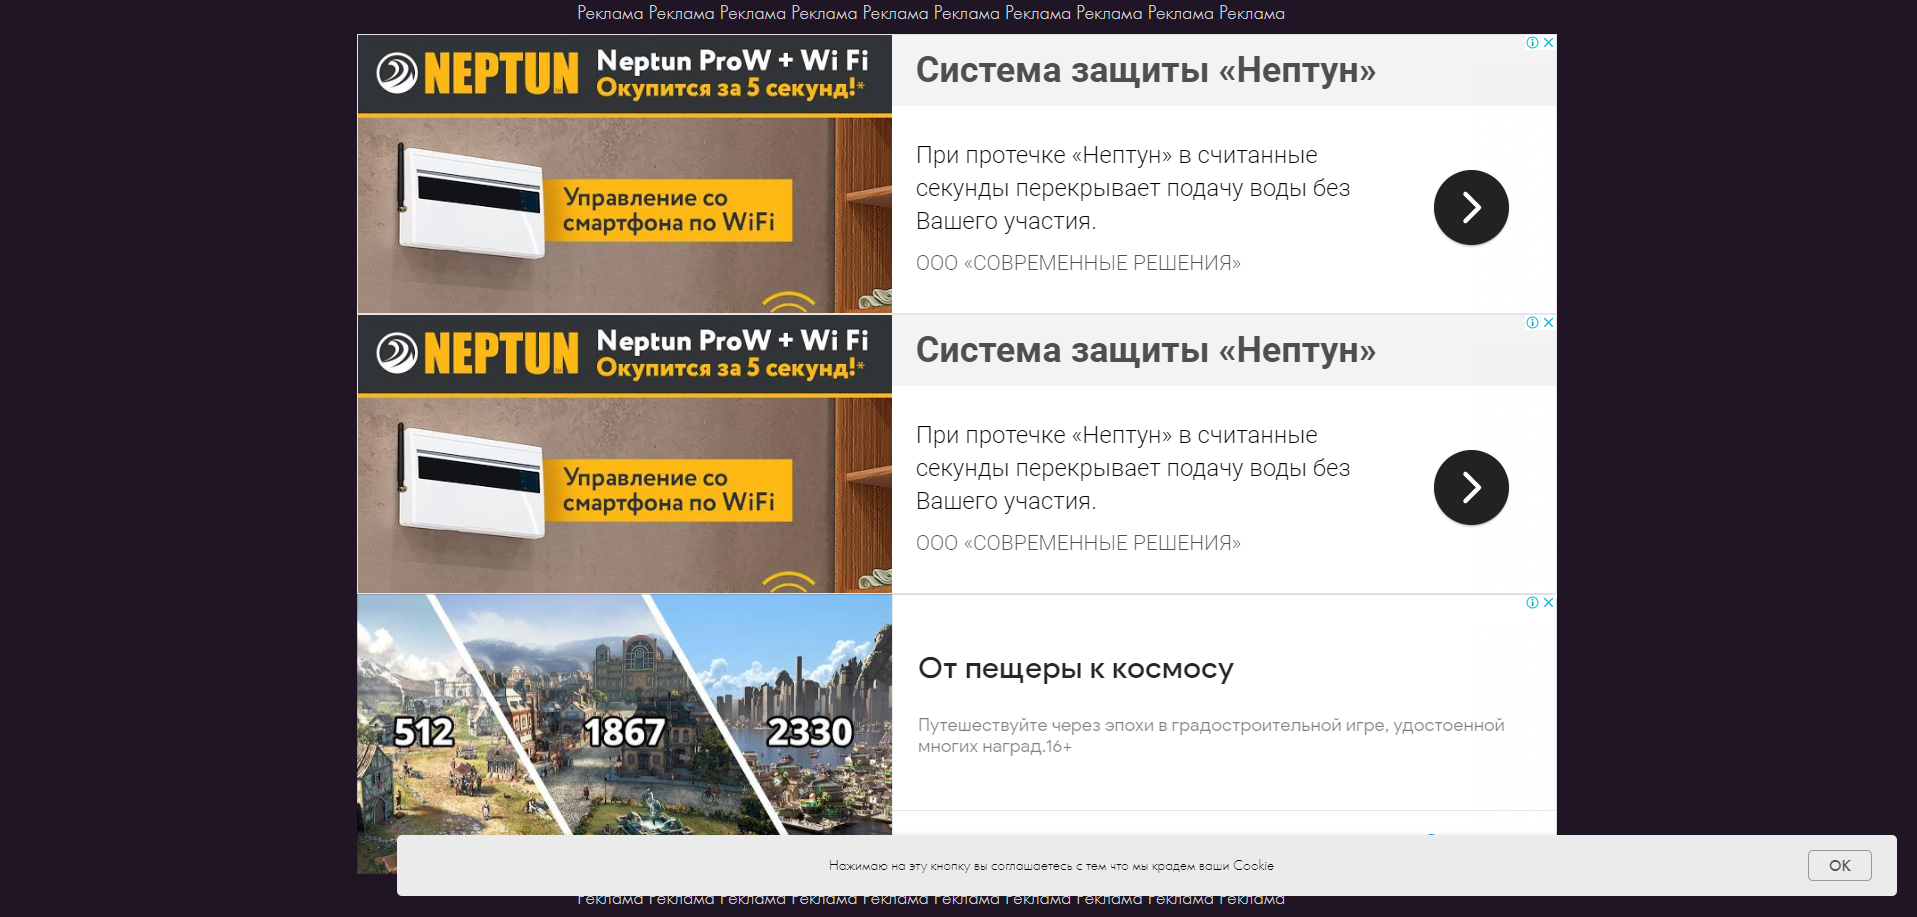 Реклама Реклама Реклама Реклама Реклама Реклама Реклама Реклама Реклама Реклама
NEPTUN
Neptun ProW + Wi Fi
Окупится за 5 секунд!*
Управление со
смартфона по WiFi
Система защиты «Нептун»
При протечке «Нептун» в считанные
секунды перекрывает подачу воды без
Вашего участия.
ООО «СОВРЕМЕННЫЕ РЕШЕНИЯ»
NEPTUN
Neptun ProW + Wi Fi
Окупится за 5 секунд!*
Управление со
смартфона по WiFi
Система защиты «Нептун»
При протечке «Нептун» в считанные
секунды перекрывает подачу воды без
Вашего участия.
ООО «СОВРЕМЕННЫЕ РЕШЕНИЯ»
512 1867 2330
От пещеры к космосу
Путешествуйте через эпохи в градостроительной игре, удостоенной
многих наград.16+
Нажимаю на эту кнопку вы соглашаетесь с тем что мы крадем ваши Cookie
OK
Реклама Реклама Реклама Реклама Реклама Реклама Реклама Реклама Реклама Реклама